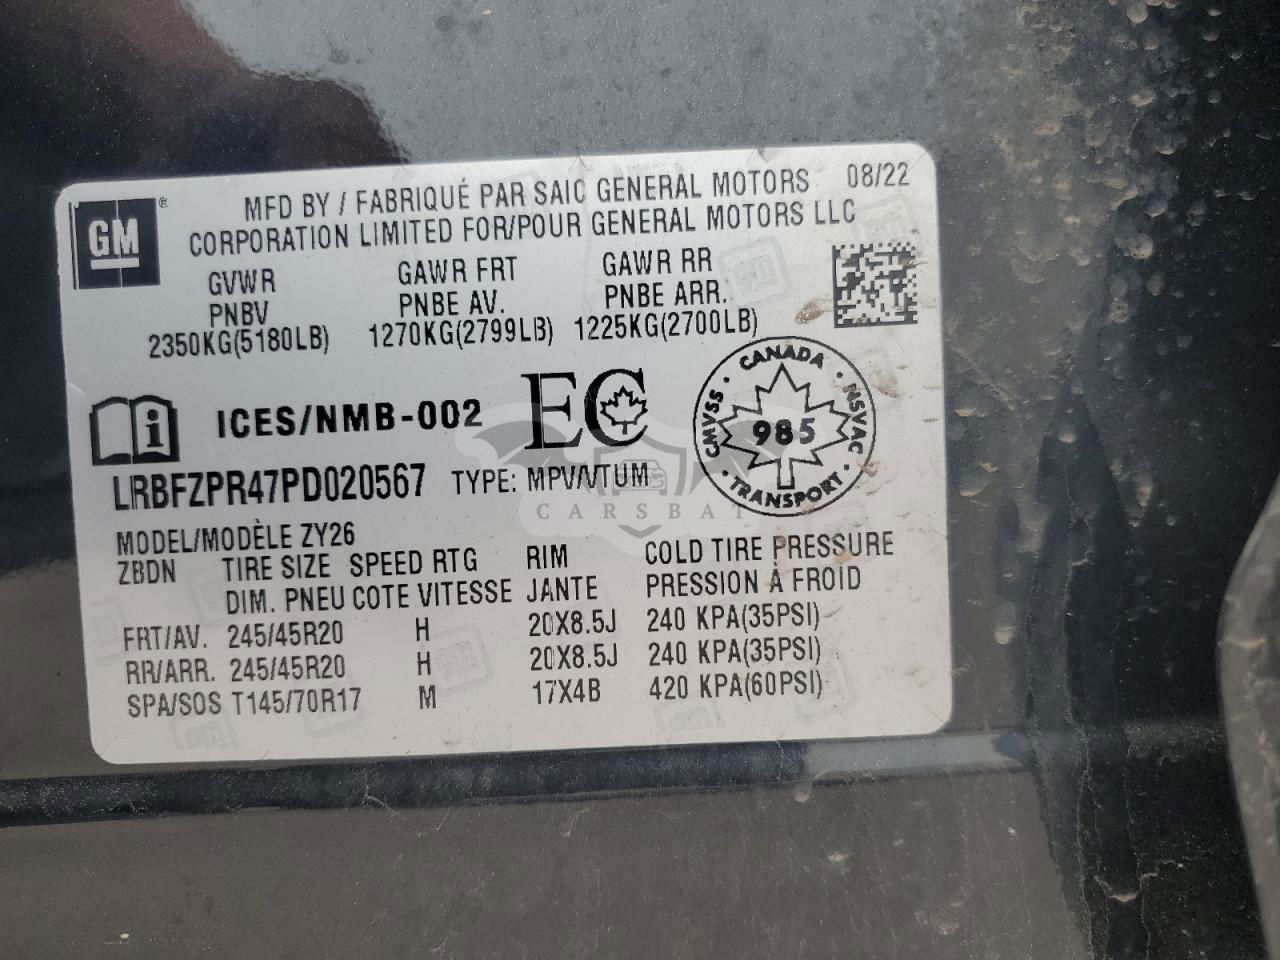 GM ®
MFD BY / FABRIQUÉ PAR SAIC GENERAL MOTORS 08/22
CORPORATION LIMITED FOR/POUR GENERAL MOTORS LLC
GVWR GAWR FRT GAWR RR
PNBV PNBE AV. PNBE ARR.
2350KG(5180LB) 1270KG(2799LB) 1225KG(2700LB)
i ICES/NMB-002 EC
CANADA
CMVSS · 985 · NSVAC
TRANSPORT
LRBFZPR47PD020567 TYPE: MPV/VTUM
CARSBAT
MODEL/MODÈLE ZY26
ZBDN TIRE SIZE SPEED RTG RIM COLD TIRE PRESSURE
DIM. PNEU COTE VITESSE JANTE PRESSION À FROID
FRT/AV. 245/45R20 H 20X8.5J 240 KPA(35PSI)
RR/ARR. 245/45R20 H 20X8.5J 240 KPA(35PSI)
SPA/SOS T145/70R17 M 17X4B 420 KPA(60PSI)